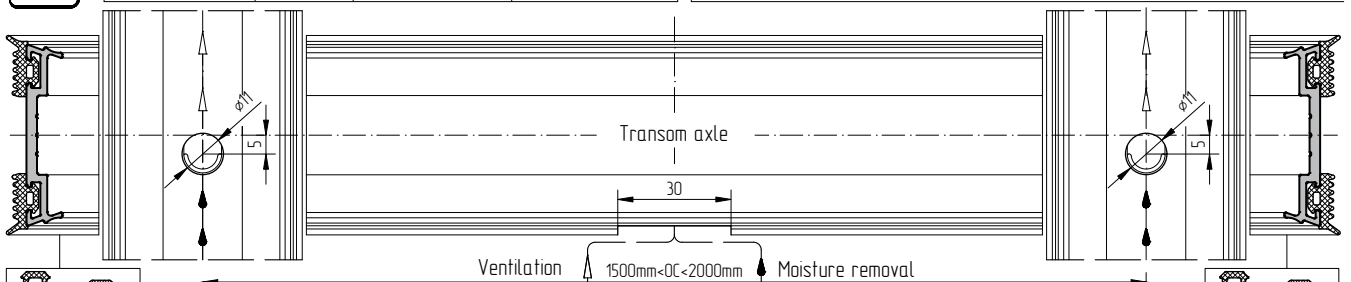 ø11
ø11
5
Transom axle
5
30
Ventilation
1500mm<OC<2000mm
Moisture removal